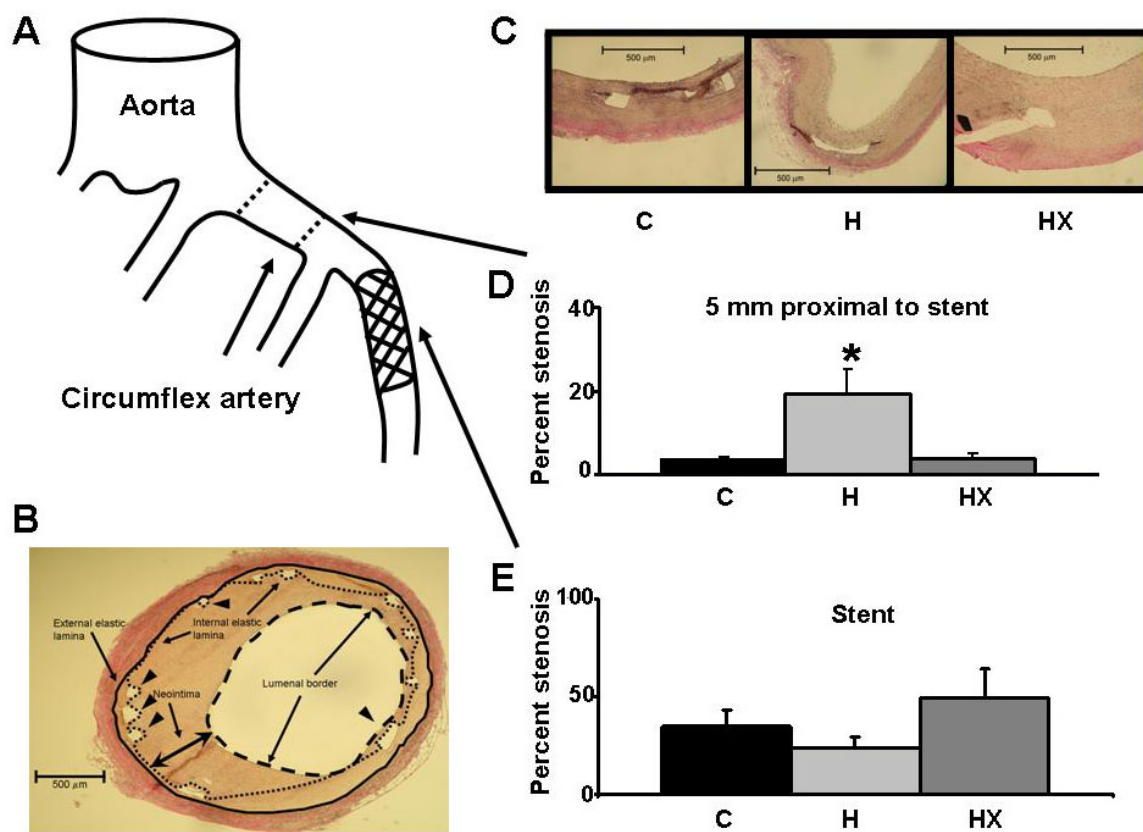 A
Aorta
Circumflex artery
B
External elastic
lamina
Internal elastic
lamina
Neointima
Lumenal border
500 µm
C
500 µm
500 µm
500 µm
C
H
HX
D
5 mm proximal to stent
Percent stenosis
40
20
0
*
C
H
HX
E
Stent
Percent stenosis
100
50
0
C
H
HX